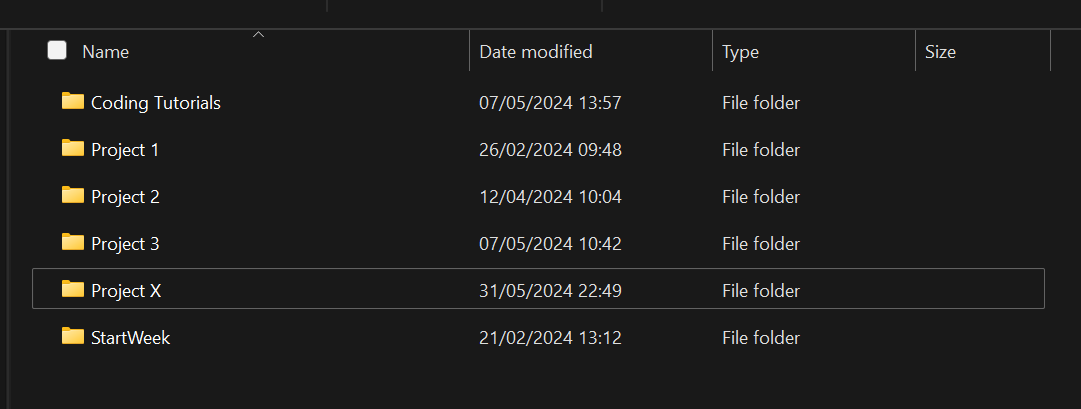 Name Date modified Type Size
Coding Tutorials 07/05/2024 13:57 File folder
Project 1 26/02/2024 09:48 File folder
Project 2 12/04/2024 10:04 File folder
Project 3 07/05/2024 10:42 File folder
Project X 31/05/2024 22:49 File folder
StartWeek 21/02/2024 13:12 File folder